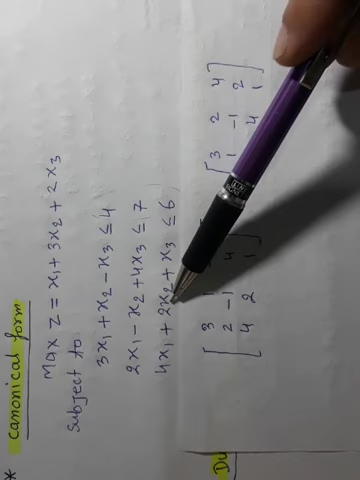 * Canonical form
Max Z = x₁ + 3x₂ + 2x₃
Subject to
3x₁ + x₂ - x₃ ≤ 4
2x₁ - x₂ + 4x₃ ≤ 7
4x₁ + 2x₂ + x₃ ≤ 6
[ 3 1 [ 3 2 4 ]
2 -1 4 1 -1 2
4 2 1 ] 4 1 ]
Du